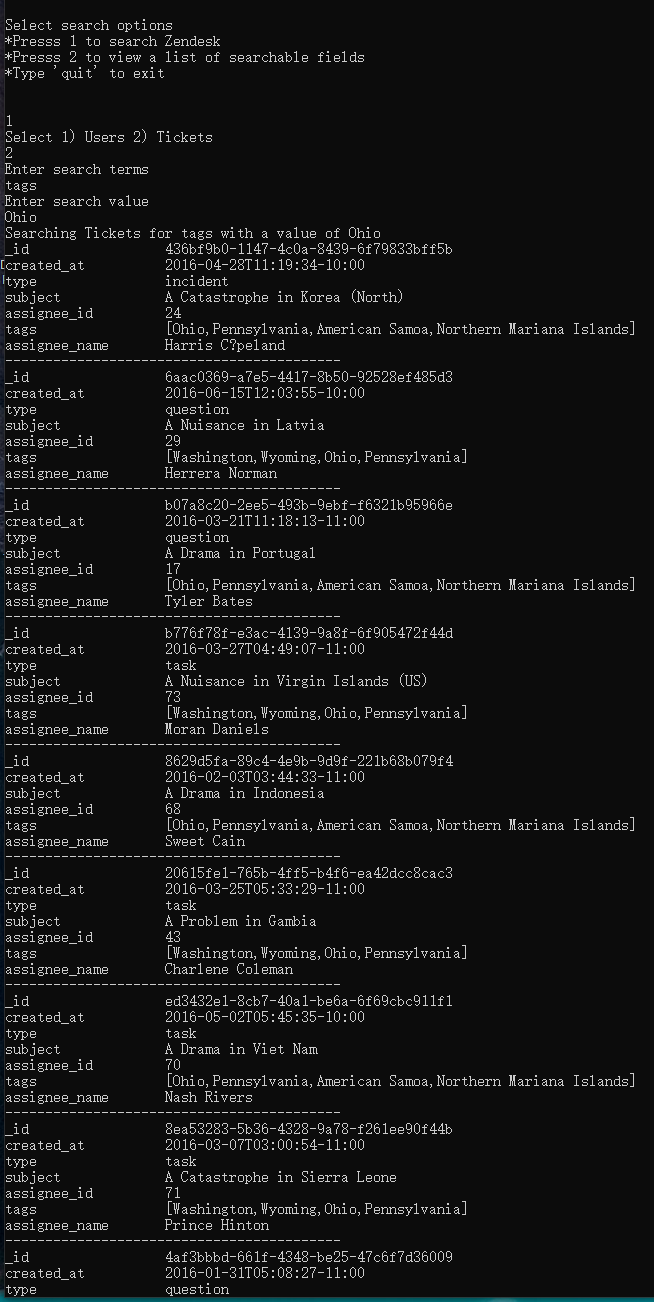 Select search options
*Presss 1 to search Zendesk
*Presss 2 to view a list of searchable fields
*Type 'quit' to exit
1
Select 1) Users 2) Tickets
2
Enter search terms
tags
Enter search value
Ohio
Searching Tickets for tags with a value of Ohio
_id 436bf9b0-1147-4c0a-8439-6f79833bff5b
created_at 2016-04-28T11:19:34-10:00
type incident
subject A Catastrophe in Korea (North)
assignee_id 24
tags [Ohio,Pennsylvania,American Samoa,Northern Mariana Islands]
assignee_name Harris C?peland
------------------------------------------
_id 6aac0369-a7e5-4417-8b50-92528ef485d3
created_at 2016-06-15T12:03:55-10:00
type question
subject A Nuisance in Latvia
assignee_id 29
tags [Washington,Wyoming,Ohio,Pennsylvania]
assignee_name Herrera Norman
------------------------------------------
_id b07a8c20-2ee5-493b-9ebf-f6321b95966e
created_at 2016-03-21T11:18:13-11:00
type question
subject A Drama in Portugal
assignee_id 17
tags [Ohio,Pennsylvania,American Samoa,Northern Mariana Islands]
assignee_name Tyler Bates
------------------------------------------
_id b776f78f-e3ac-4139-9a8f-6f905472f44d
created_at 2016-03-27T04:49:07-11:00
type task
subject A Nuisance in Virgin Islands (US)
assignee_id 73
tags [Washington,Wyoming,Ohio,Pennsylvania]
assignee_name Moran Daniels
------------------------------------------
_id 8629d5fa-89c4-4e9b-9d9f-221b68b079f4
created_at 2016-02-03T03:44:33-11:00
subject A Drama in Indonesia
assignee_id 68
tags [Ohio,Pennsylvania,American Samoa,Northern Mariana Islands]
assignee_name Sweet Cain
------------------------------------------
_id 20615fe1-765b-4ff5-b4f6-ea42dcc8cac3
created_at 2016-03-25T05:33:29-11:00
type task
subject A Problem in Gambia
assignee_id 43
tags [Washington,Wyoming,Ohio,Pennsylvania]
assignee_name Charlene Coleman
------------------------------------------
_id ed3432e1-8cb7-40a1-be6a-6f69cbc911f1
created_at 2016-05-02T05:45:35-10:00
type task
subject A Drama in Viet Nam
assignee_id 70
tags [Ohio,Pennsylvania,American Samoa,Northern Mariana Islands]
assignee_name Nash Rivers
------------------------------------------
_id 8ea53283-5b36-4328-9a78-f261ee90f44b
created_at 2016-03-07T03:00:54-11:00
type task
subject A Catastrophe in Sierra Leone
assignee_id 71
tags [Washington,Wyoming,Ohio,Pennsylvania]
assignee_name Prince Hinton
------------------------------------------
_id 4af3bbbd-661f-4348-be25-47c6f7d36009
created_at 2016-01-31T05:08:27-11:00
type question